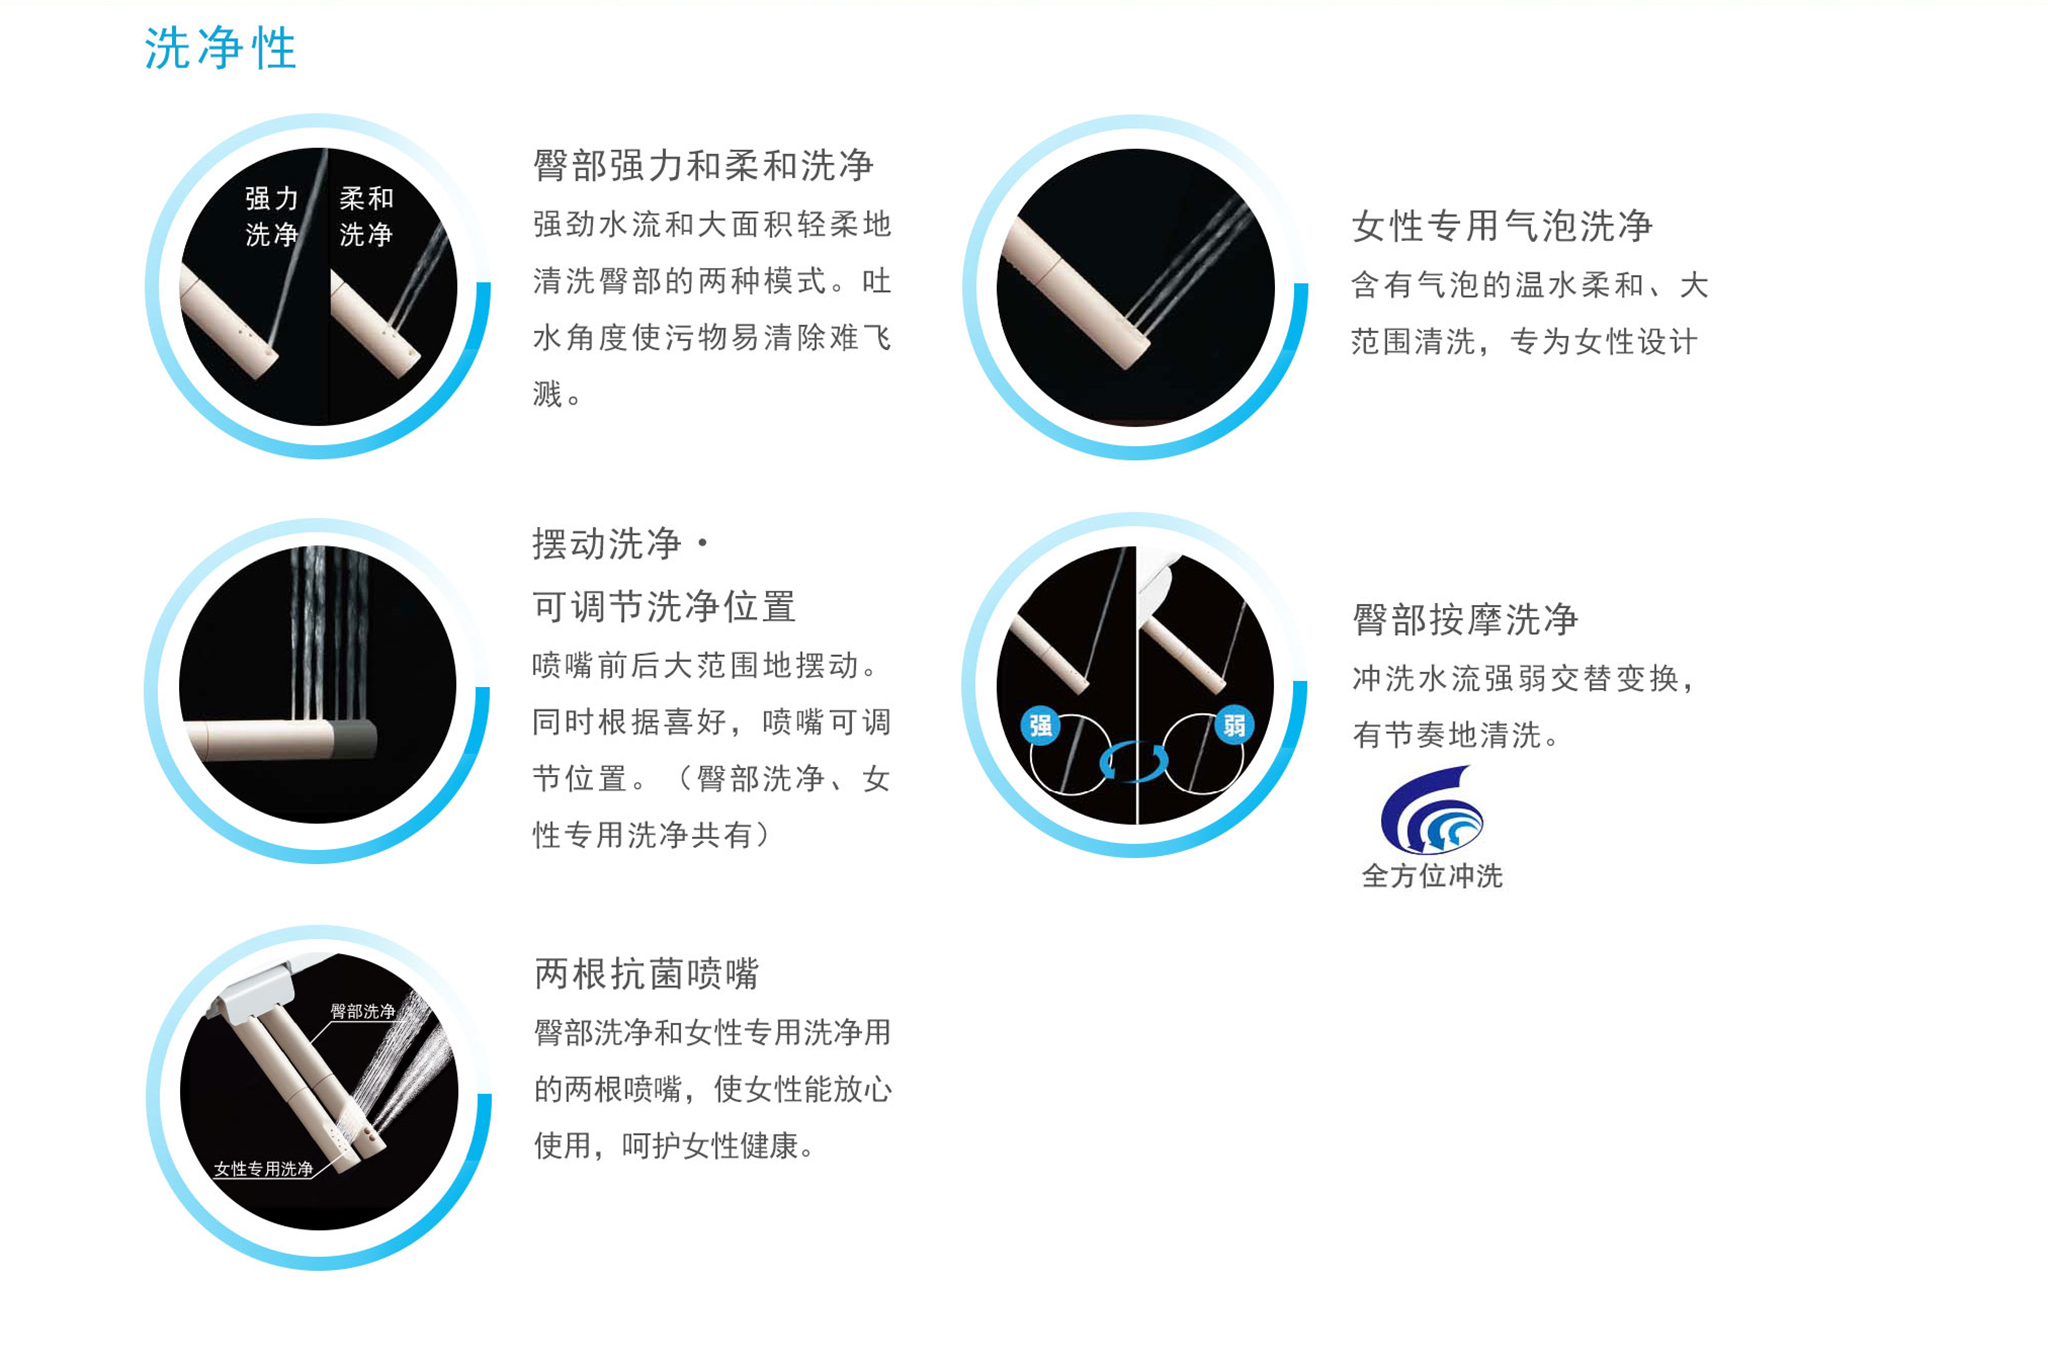 洗净性
强力
洗净
柔和
洗净
臀部强力和柔和洗净
强劲水流和大面积轻柔地
清洗臀部的两种模式。吐
水角度使污物易清除难飞
溅。
女性专用气泡洗净
含有气泡的温水柔和、大
范围清洗，专为女性设计
摆动洗净·
可调节洗净位置
喷嘴前后大范围地摆动。
同时根据喜好，喷嘴可调
节位置。（臀部洗净、女
性专用洗净共有）
强
弱
臀部按摩洗净
冲洗水流强弱交替变换，
有节奏地清洗。
全方位冲洗
臀部洗净
女性专用洗净
两根抗菌喷嘴
臀部洗净和女性专用洗净用
的两根喷嘴，使女性能放心
使用，呵护女性健康。